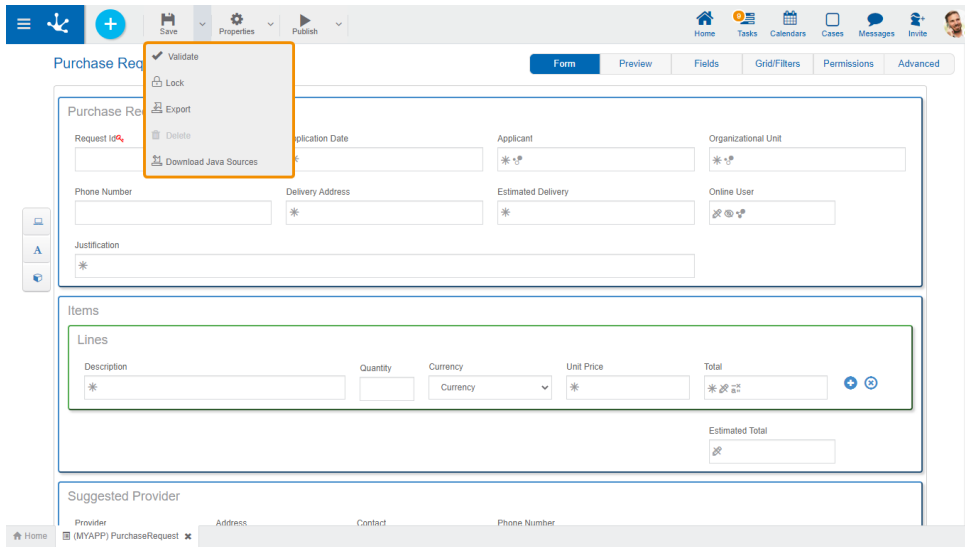 Save
Properties
Publish
Home
9
Tasks
Calendars
Cases
Messages
Invite
Purchase Req
Form
Preview
Fields
Grid/Filters
Permissions
Advanced
Validate
Lock
Export
Delete
Download Java Sources
Purchase Re
Request Id
pplication Date
Applicant
Organizational Unit
Phone Number
Delivery Address
Estimated Delivery
Online User
Justification
A
Items
Lines
Description
Quantity
Currency
Unit Price
Total
Currency
Estimated Total
Suggested Provider
Provider
Address
Contact
Phone Number
Home
(MYAPP) PurchaseRequest